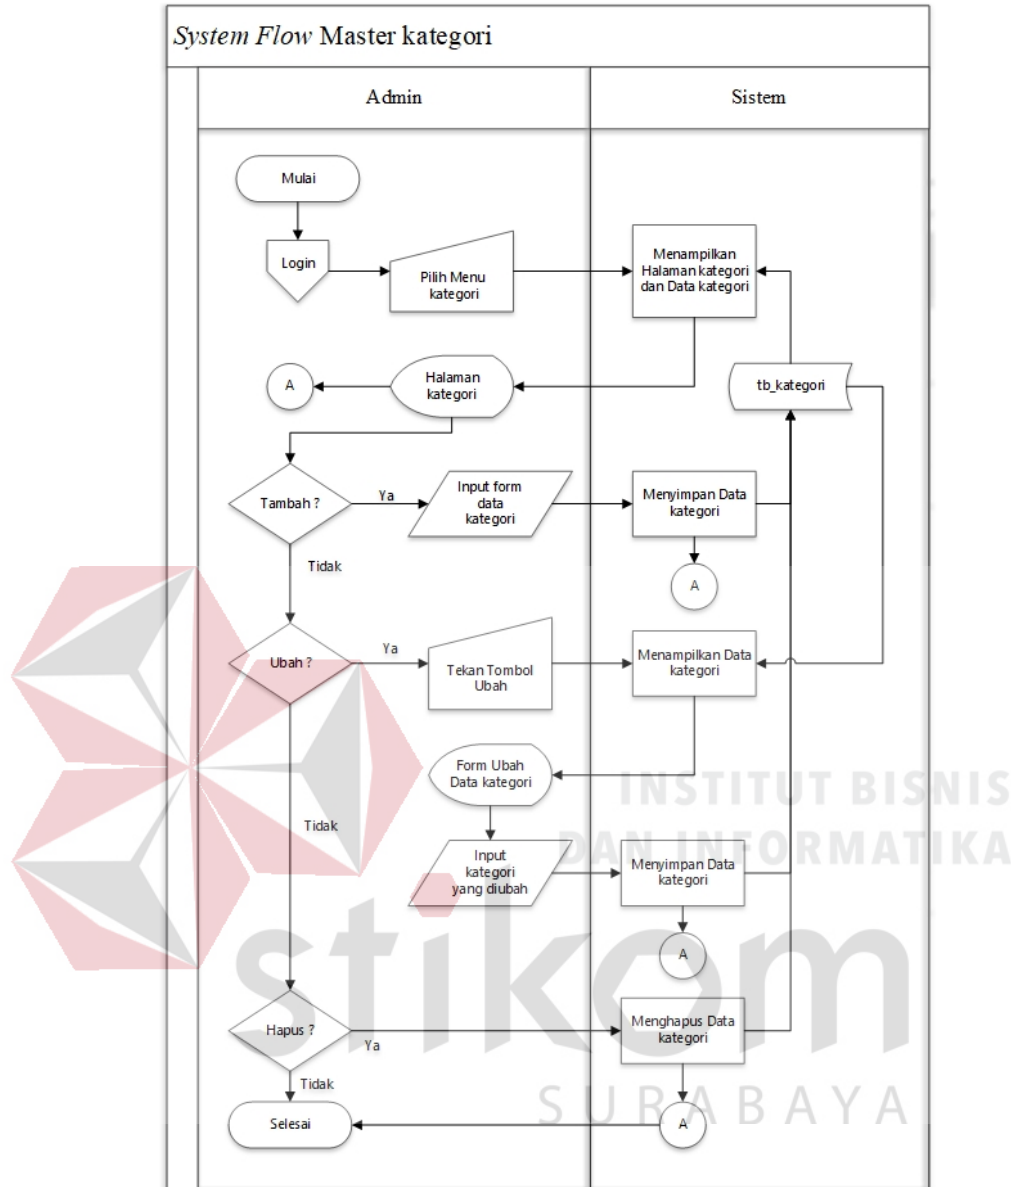 System Flow Master kategori
Admin
Sistem
Mulai
Login
Pilih Menu
kategori
Menampilkan
Halaman kategori
dan Data kategori
A
Halaman
kategori
tb_kategori
Tambah ?
Ya
Input form
data
kategori
Menyimpan Data
kategori
Tidak
A
Ubah ?
Ya
Tekan Tombol
Ubah
Menampilkan Data
kategori
Form Ubah
Data kategori
INSTITUT BISNIS
DAN INFORMATIKA
Tidak
Input
kategori
yang diubah
Menyimpan Data
kategori
A
stikom
Hapus ?
Ya
Menghapus Data
kategori
Tidak
SURABAYA
Selesai
A